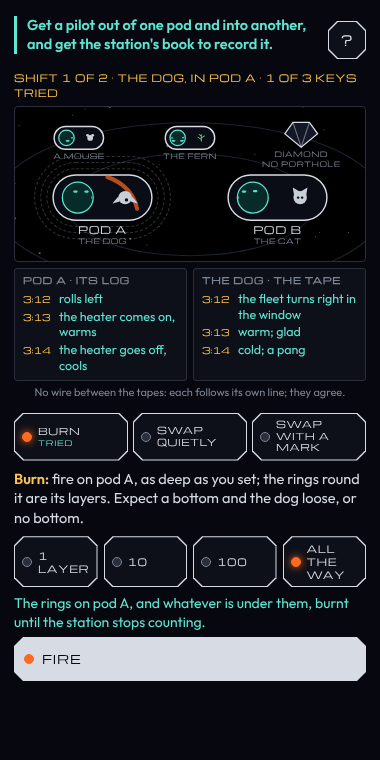 Get a pilot out of one pod and into another,
and get the station's book to record it.
?
SHIFT 1 OF 2 · THE DOG, IN POD A · 1 OF 3 KEYS
TRIED
A MOUSE
THE FERN
DIAMOND
NO PORTHOLE
POD A
THE DOG
POD B
THE CAT
POD A · ITS LOG
3:12 rolls left
3:13 the heater comes on,
warms
3:14 the heater goes off,
cools
THE DOG · THE TAPE
3:12 the fleet turns right in
the window
3:13 warm; glad
3:14 cold; a pang
No wire between the tapes: each follows its own line; they agree.
BURN
TRIED
SWAP
QUIETLY
SWAP
WITH A
MARK
Burn: fire on pod A, as deep as you set; the rings round
it are its layers. Expect a bottom and the dog loose, or
no bottom.
1
LAYER
10
100
ALL
THE
WAY
The rings on pod A, and whatever is under them, burnt
until the station stops counting.
FIRE